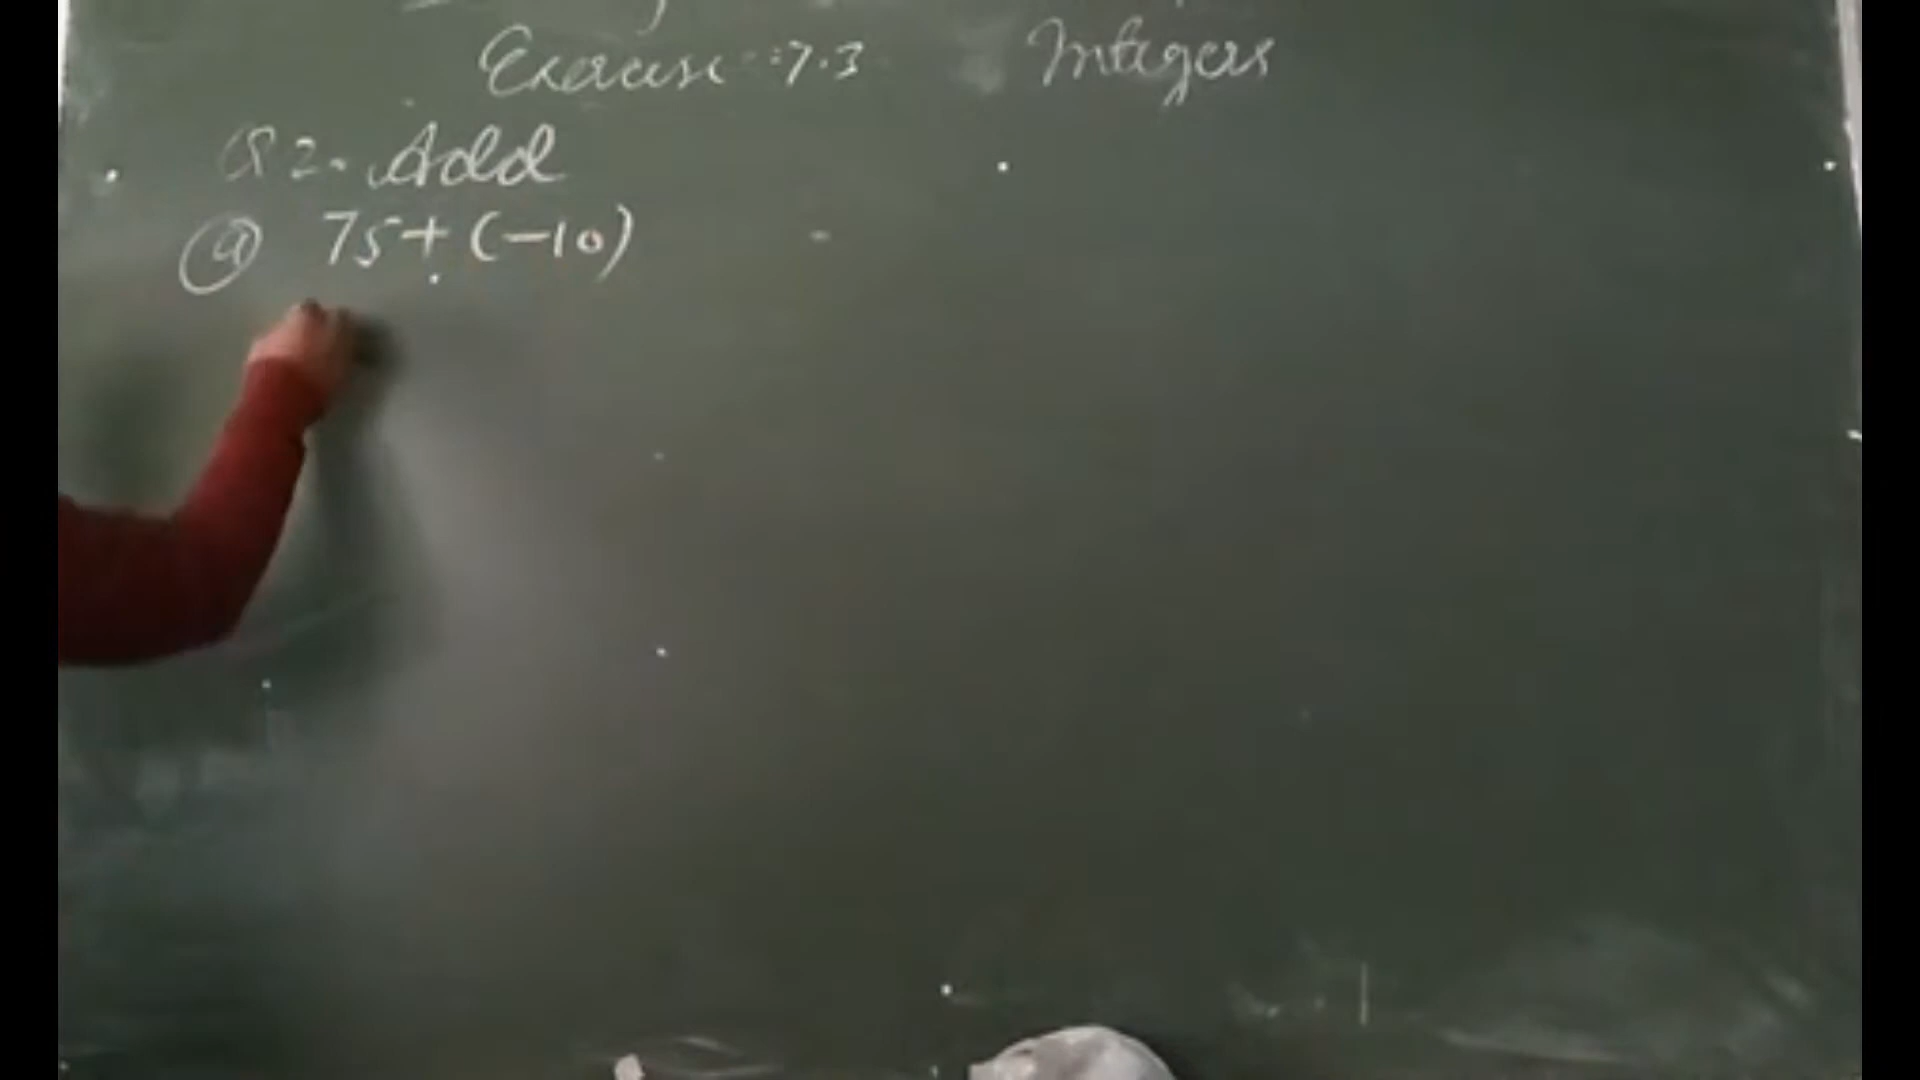 Exercise :7.3 Integers
Q 2. Add
(a) 75+(-10)